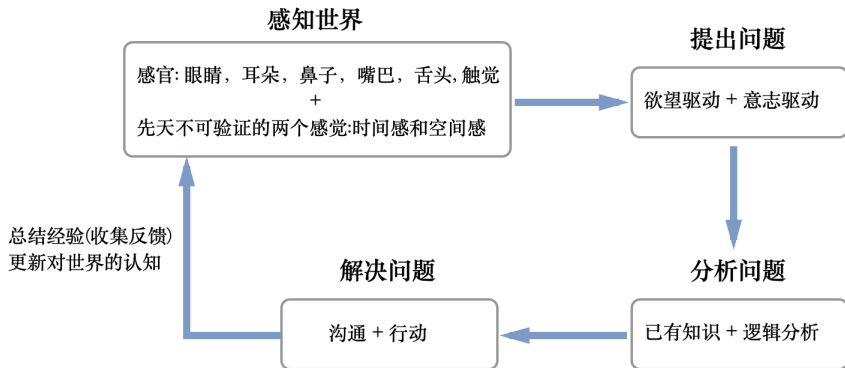 感知世界
感官: 眼睛，耳朵，鼻子，嘴巴，舌头, 触觉
+
先天不可验证的两个感觉:时间感和空间感
提出问题
欲望驱动 + 意志驱动
分析问题
已有知识 + 逻辑分析
解决问题
沟通 + 行动
总结经验(收集反馈)
更新对世界的认知